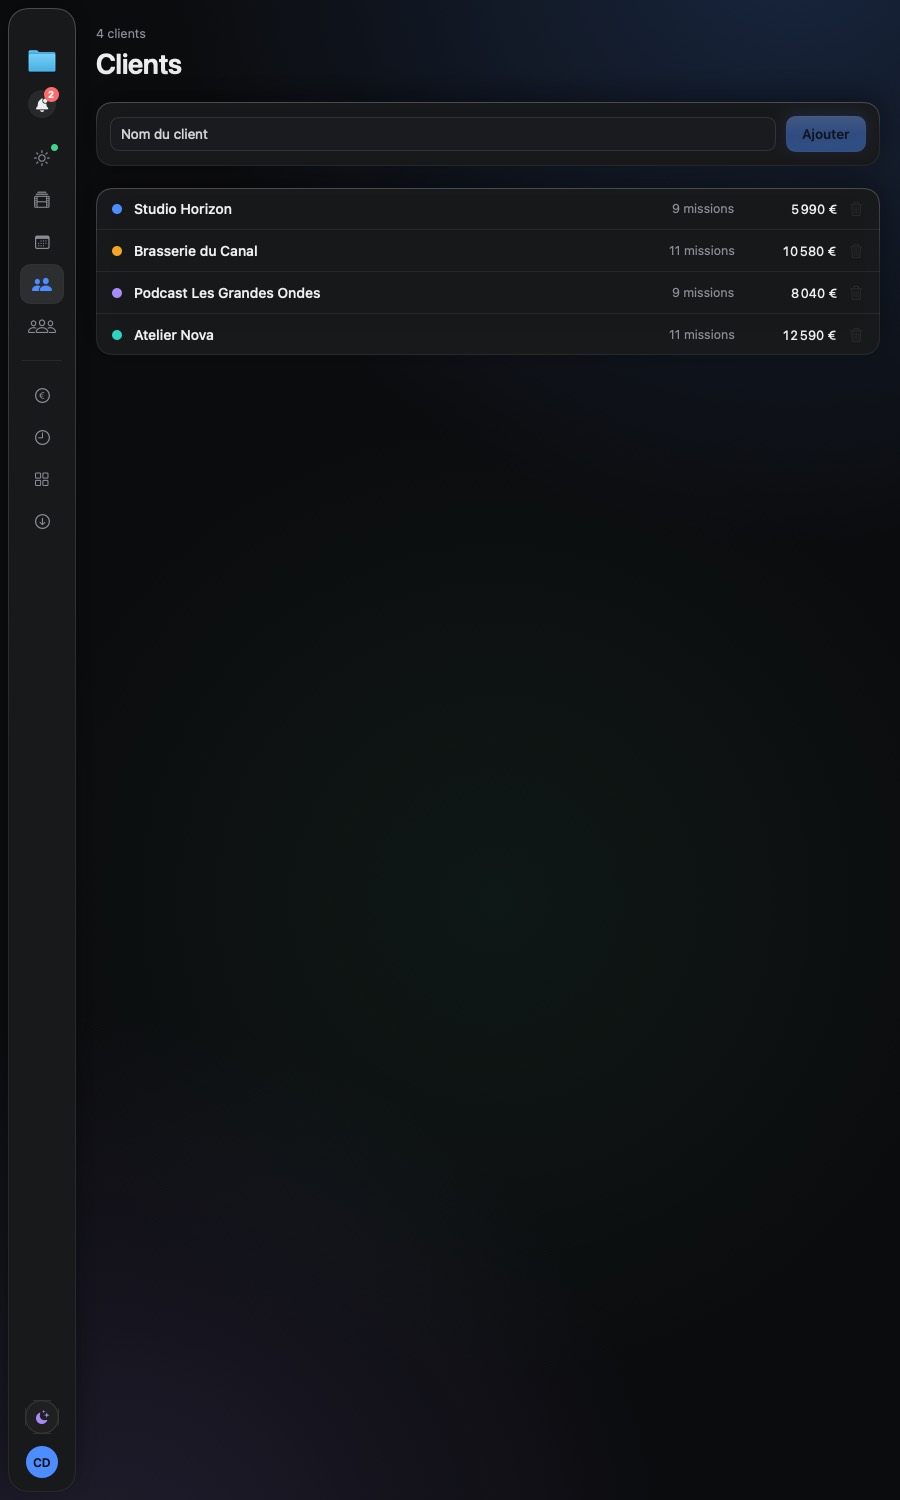 4 clients
Clients
2
Nom du client
Ajouter
Studio Horizon 9 missions 5 990 €
Brasserie du Canal 11 missions 10 580 €
Podcast Les Grandes Ondes 9 missions 8 040 €
Atelier Nova 11 missions 12 590 €
€
CD